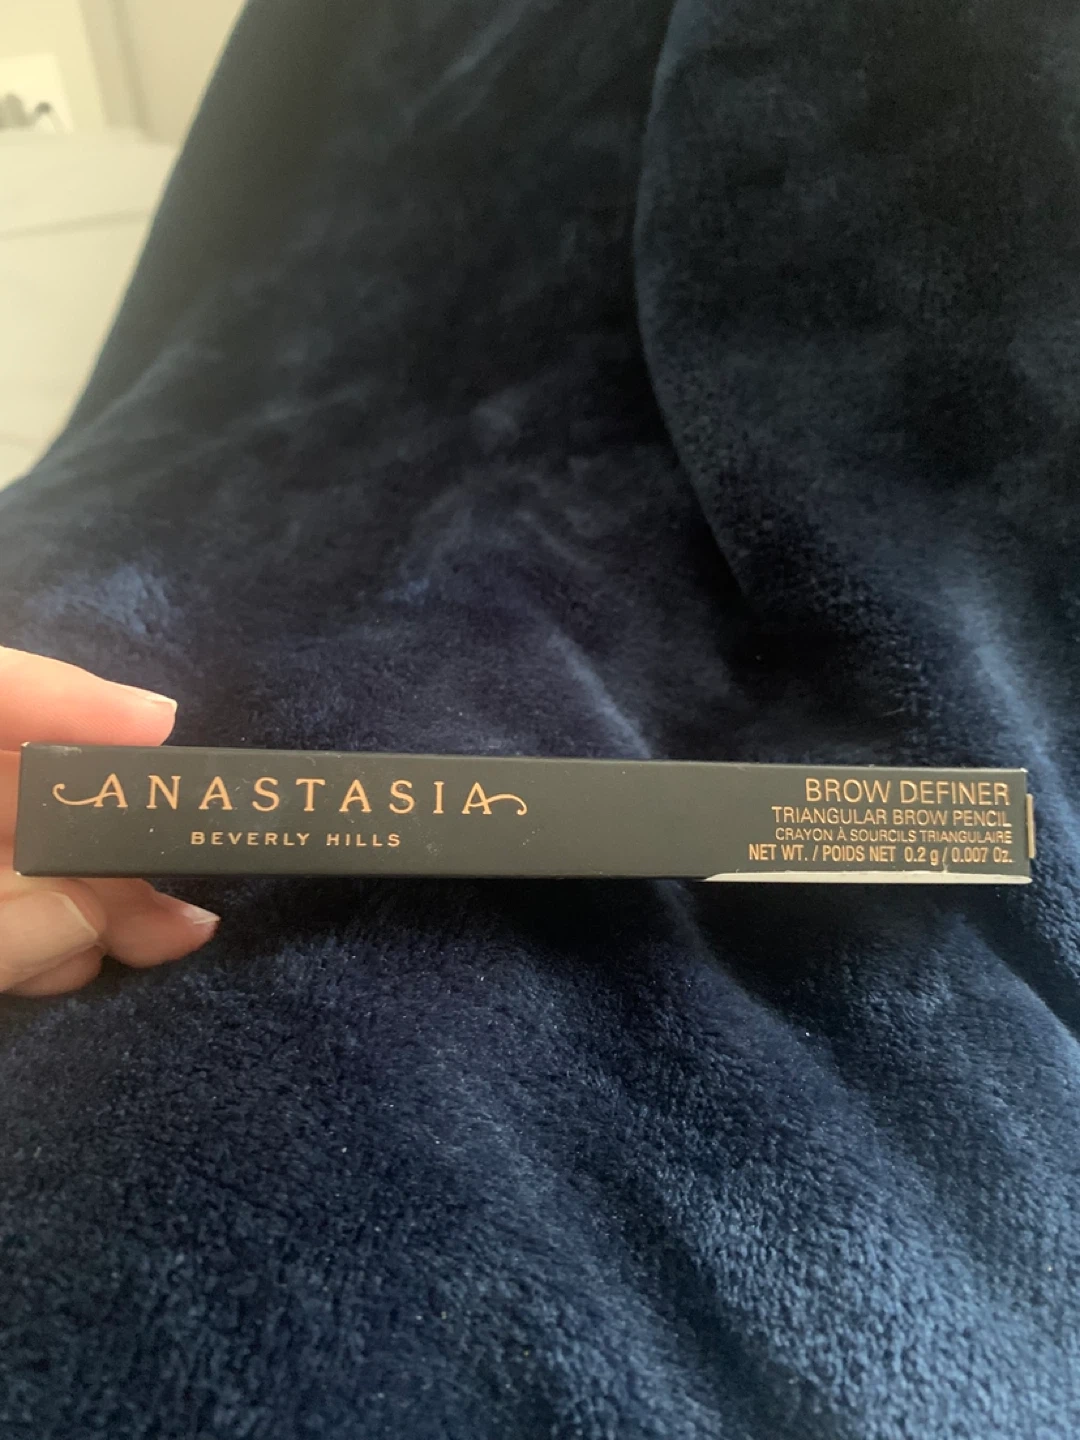 ANASTASIA
BEVERLY HILLS
BROW DEFINER
TRIANGULAR BROW PENCIL
CRAYON À SOURCILS TRIANGULAIRE
NET WT. / POIDS NET 0.2 g / 0.007 Oz.